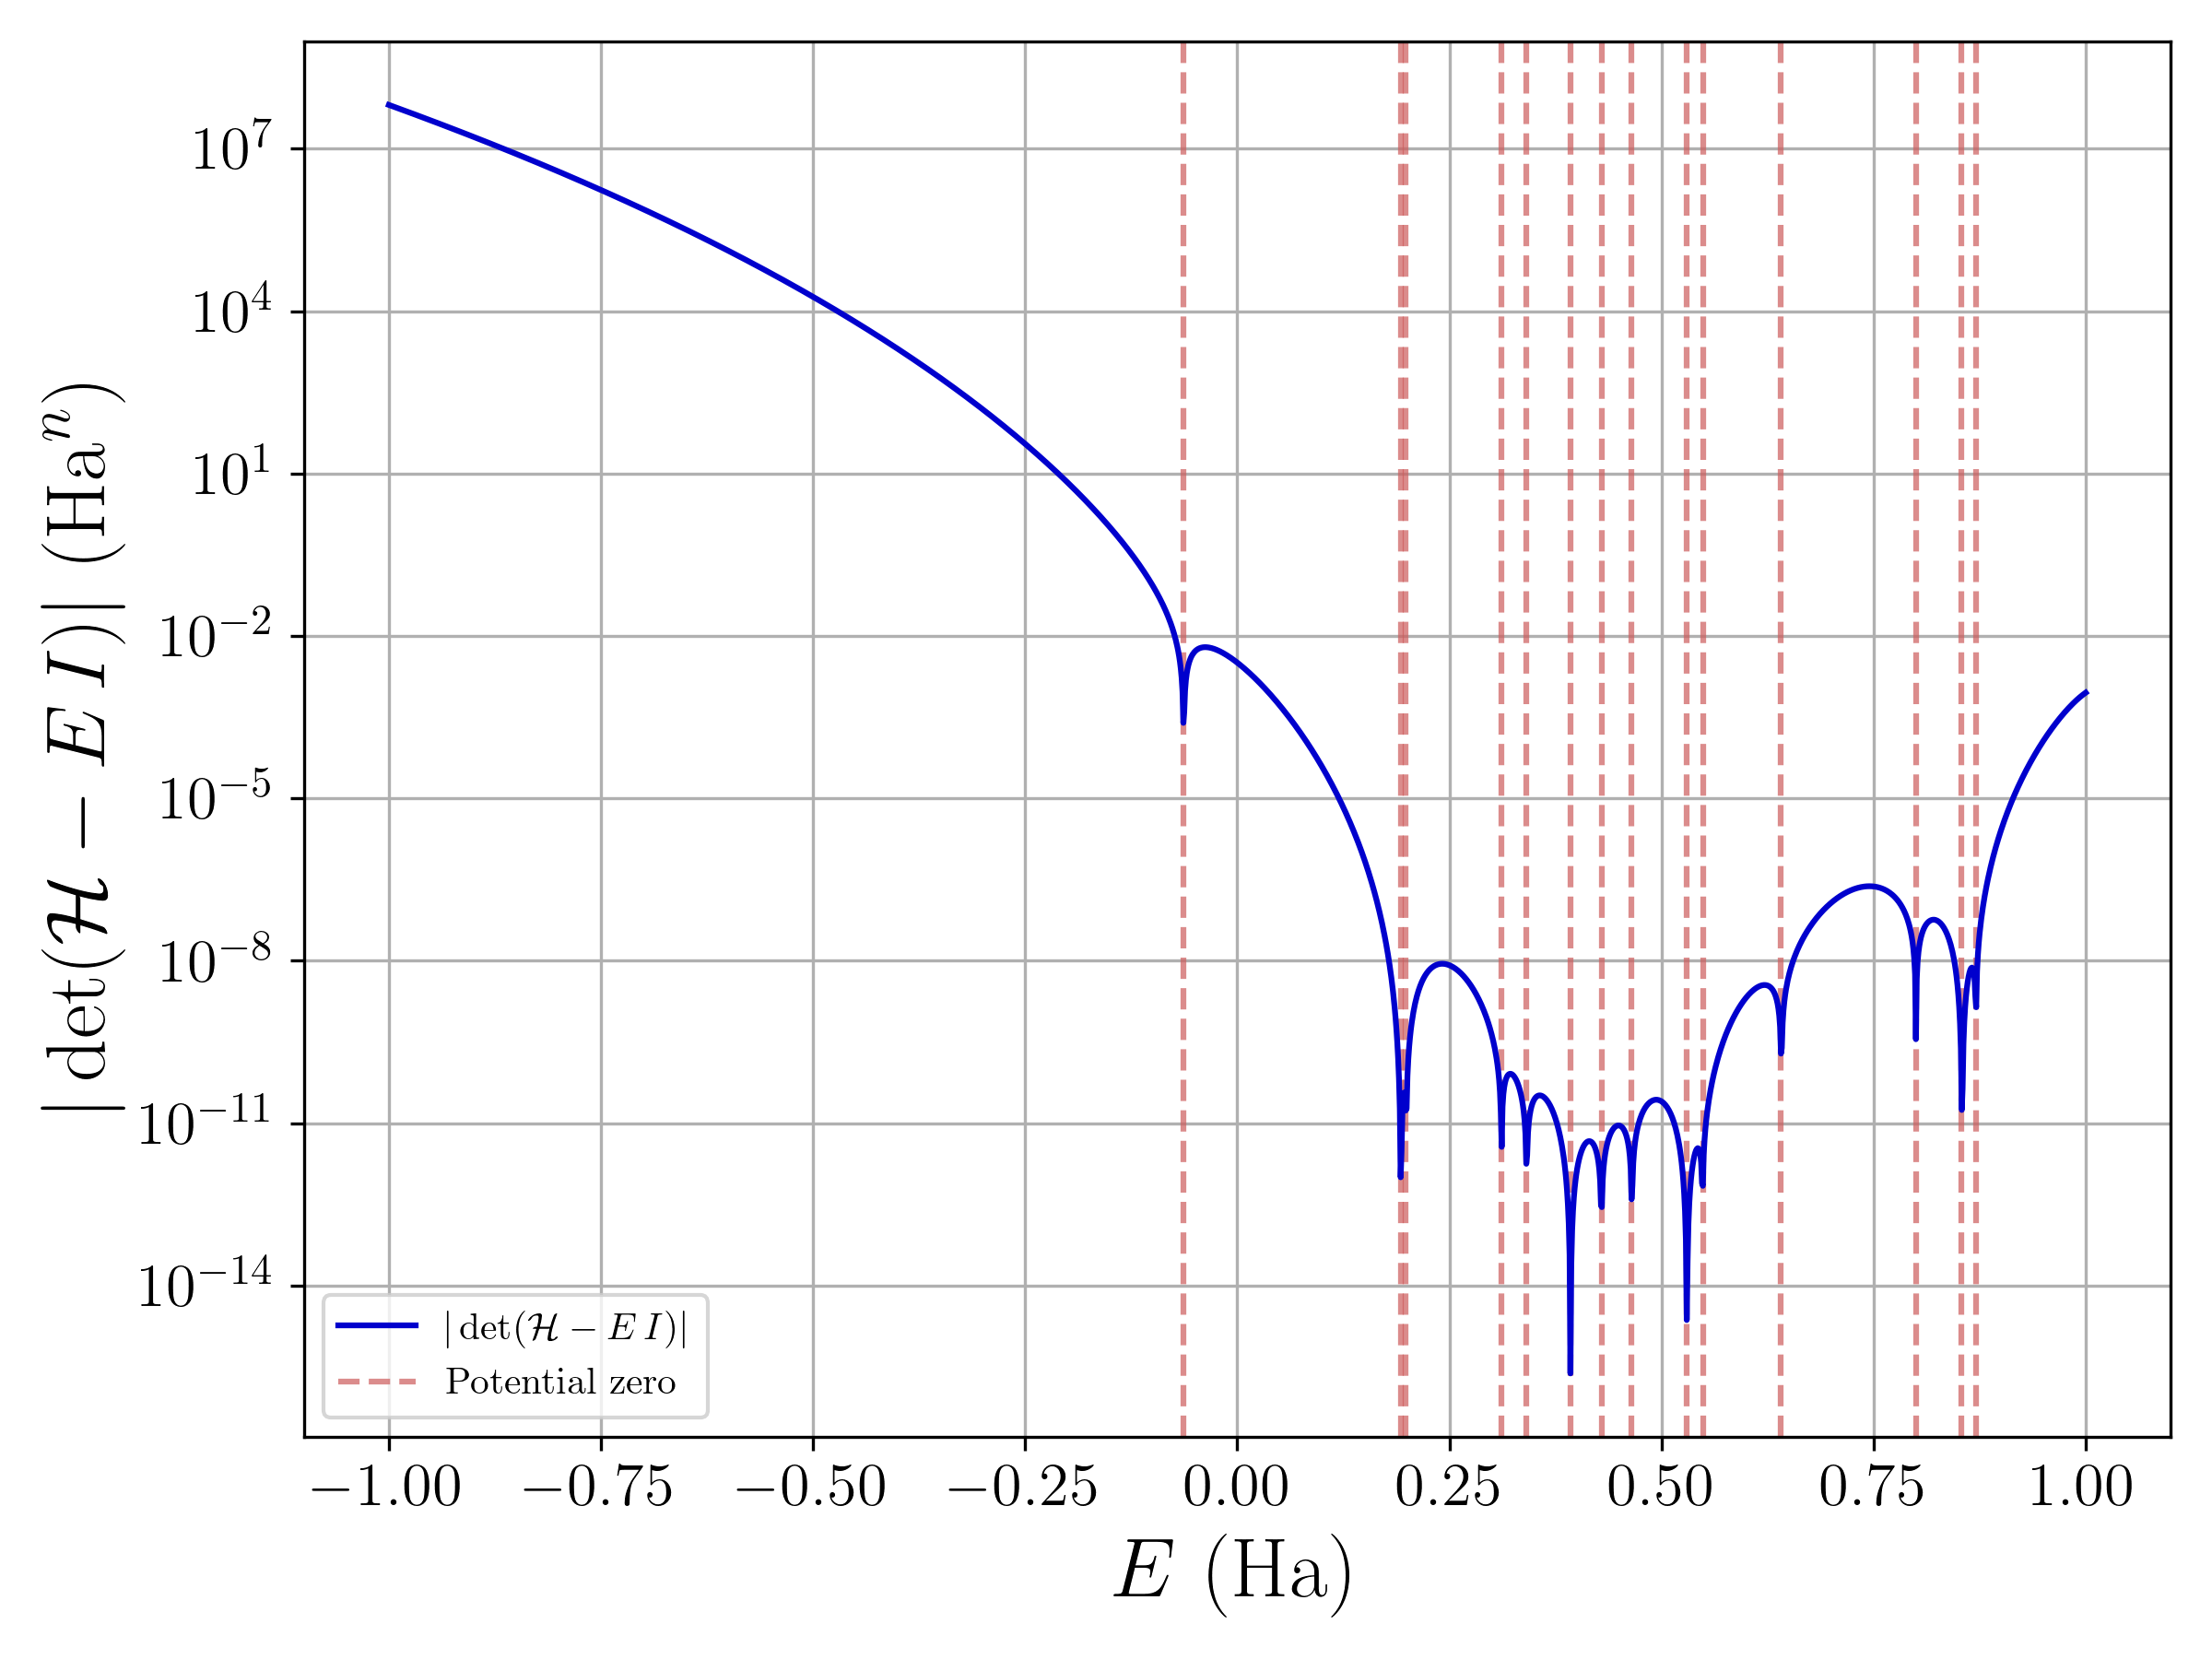 |det(ℋ − E I)| (Haⁿ)
10⁷
10⁴
10¹
10⁻²
10⁻⁵
10⁻⁸
10⁻¹¹
10⁻¹⁴
|det(ℋ − E I)|
Potential zero
−1.00 −0.75 −0.50 −0.25 0.00 0.25 0.50 0.75 1.00
E (Ha)